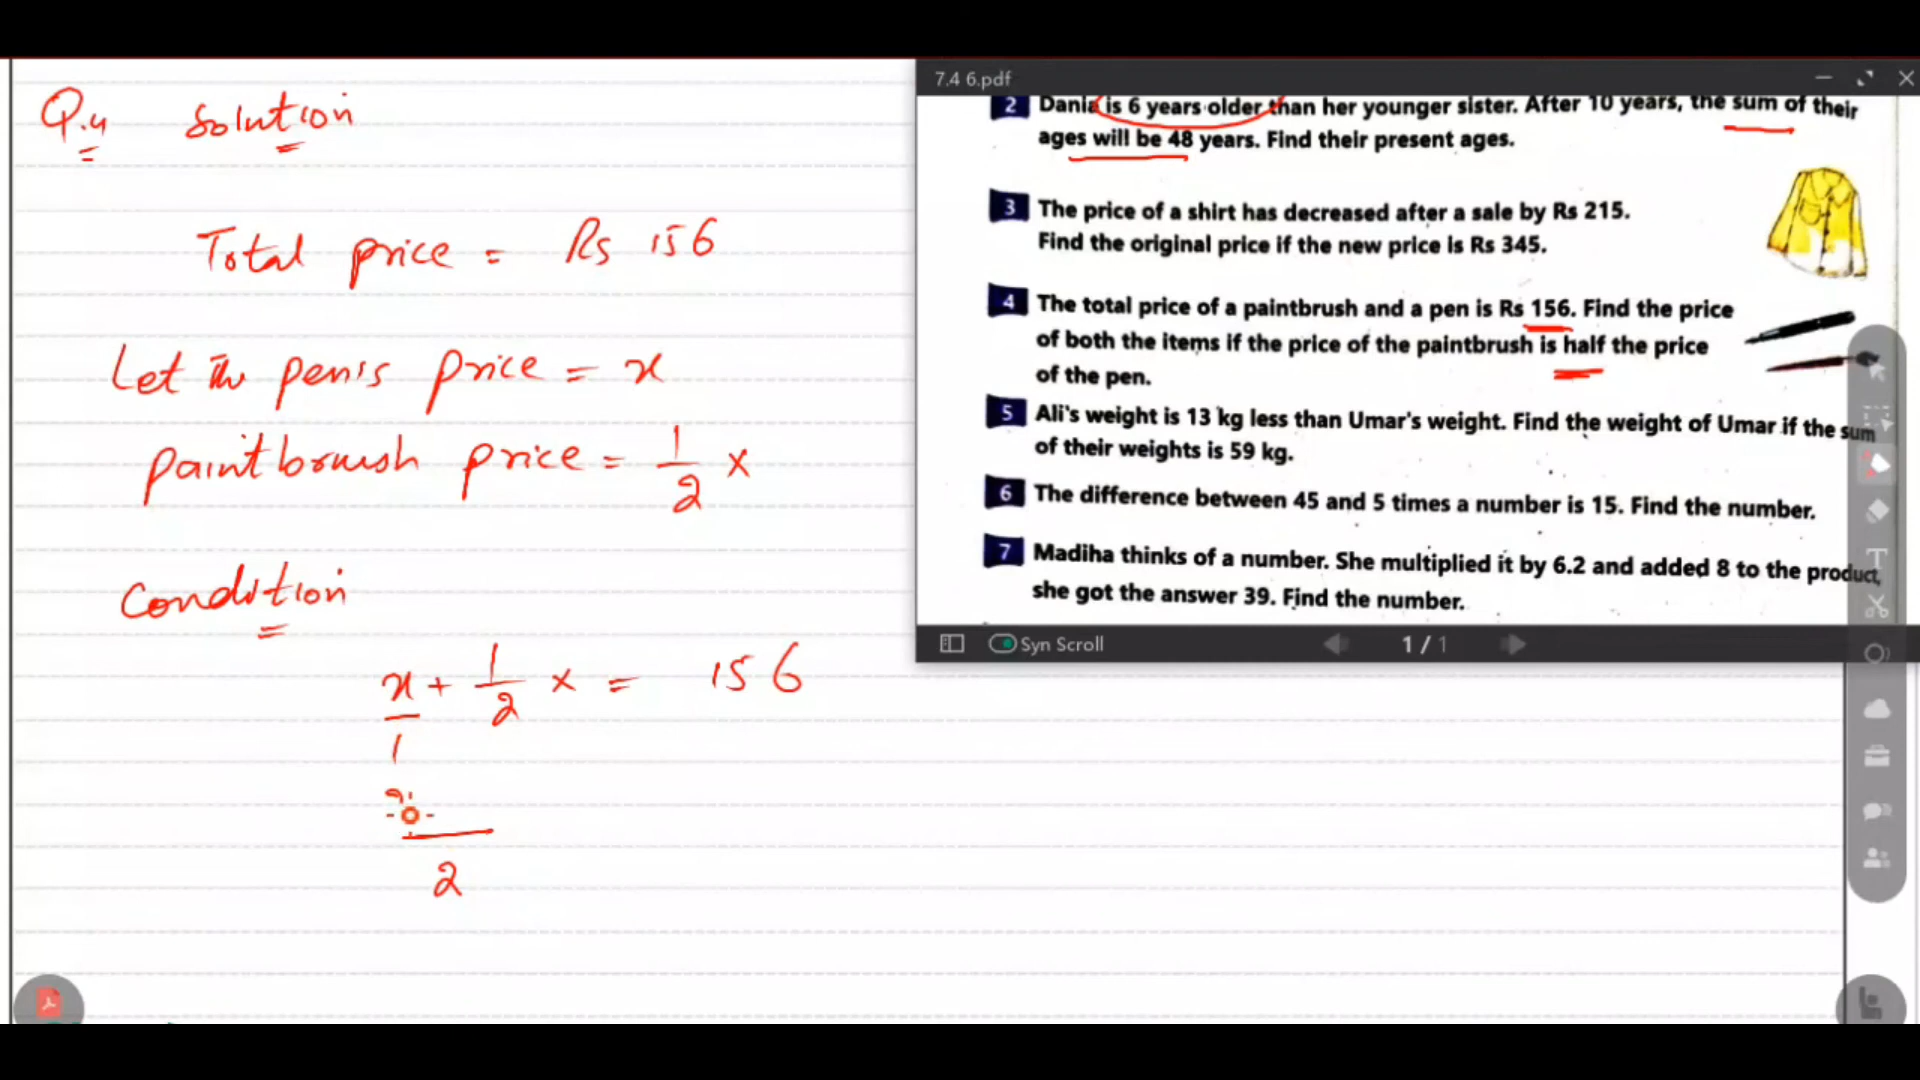 Q.4 Solution
Total price = Rs 156
Let the pen's price = x
paintbrush price = 1/2 x
Condition
x/1 + 1/2 x = 156
2
7.4 6.pdf
2 Dania is 6 years older than her younger sister. After 10 years, the sum of their
ages will be 48 years. Find their present ages.
3 The price of a shirt has decreased after a sale by Rs 215.
Find the original price if the new price is Rs 345.
4 The total price of a paintbrush and a pen is Rs 156. Find the price
of both the items if the price of the paintbrush is half the price
of the pen.
5 Ali's weight is 13 kg less than Umar's weight. Find the weight of Umar if the sum
of their weights is 59 kg.
6 The difference between 45 and 5 times a number is 15. Find the number.
7 Madiha thinks of a number. She multiplied it by 6.2 and added 8 to the product,
she got the answer 39. Find the number.
Syn Scroll 1 / 1